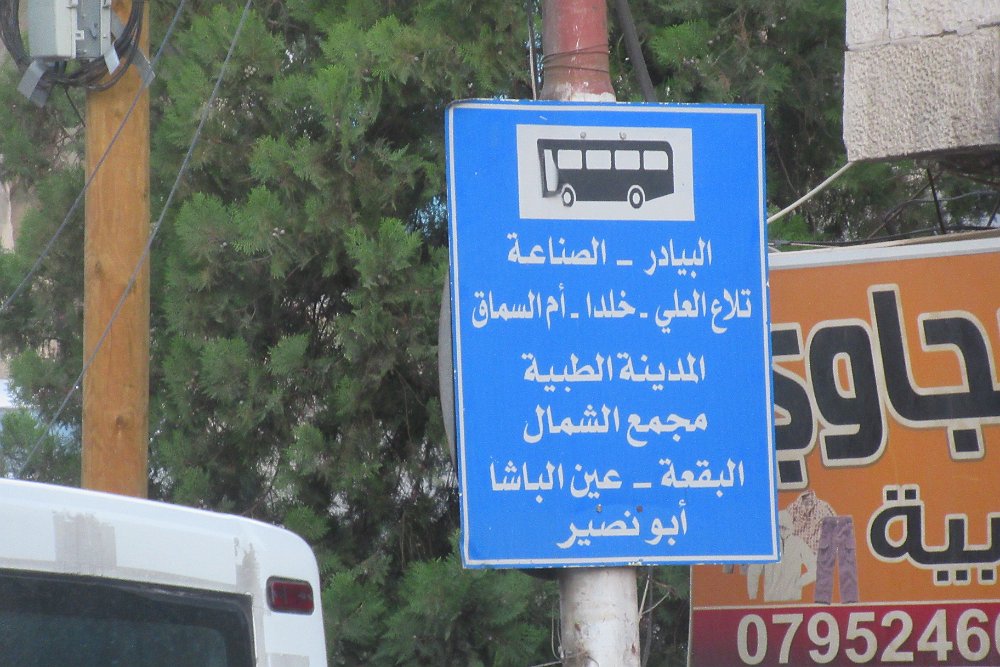 البيادر - الصناعة
تلاع العلي - خلدا - أم السماق
المدينة الطبية
مجمع الشمال
البقعة - عين الباشا
أبو نصير
0795246